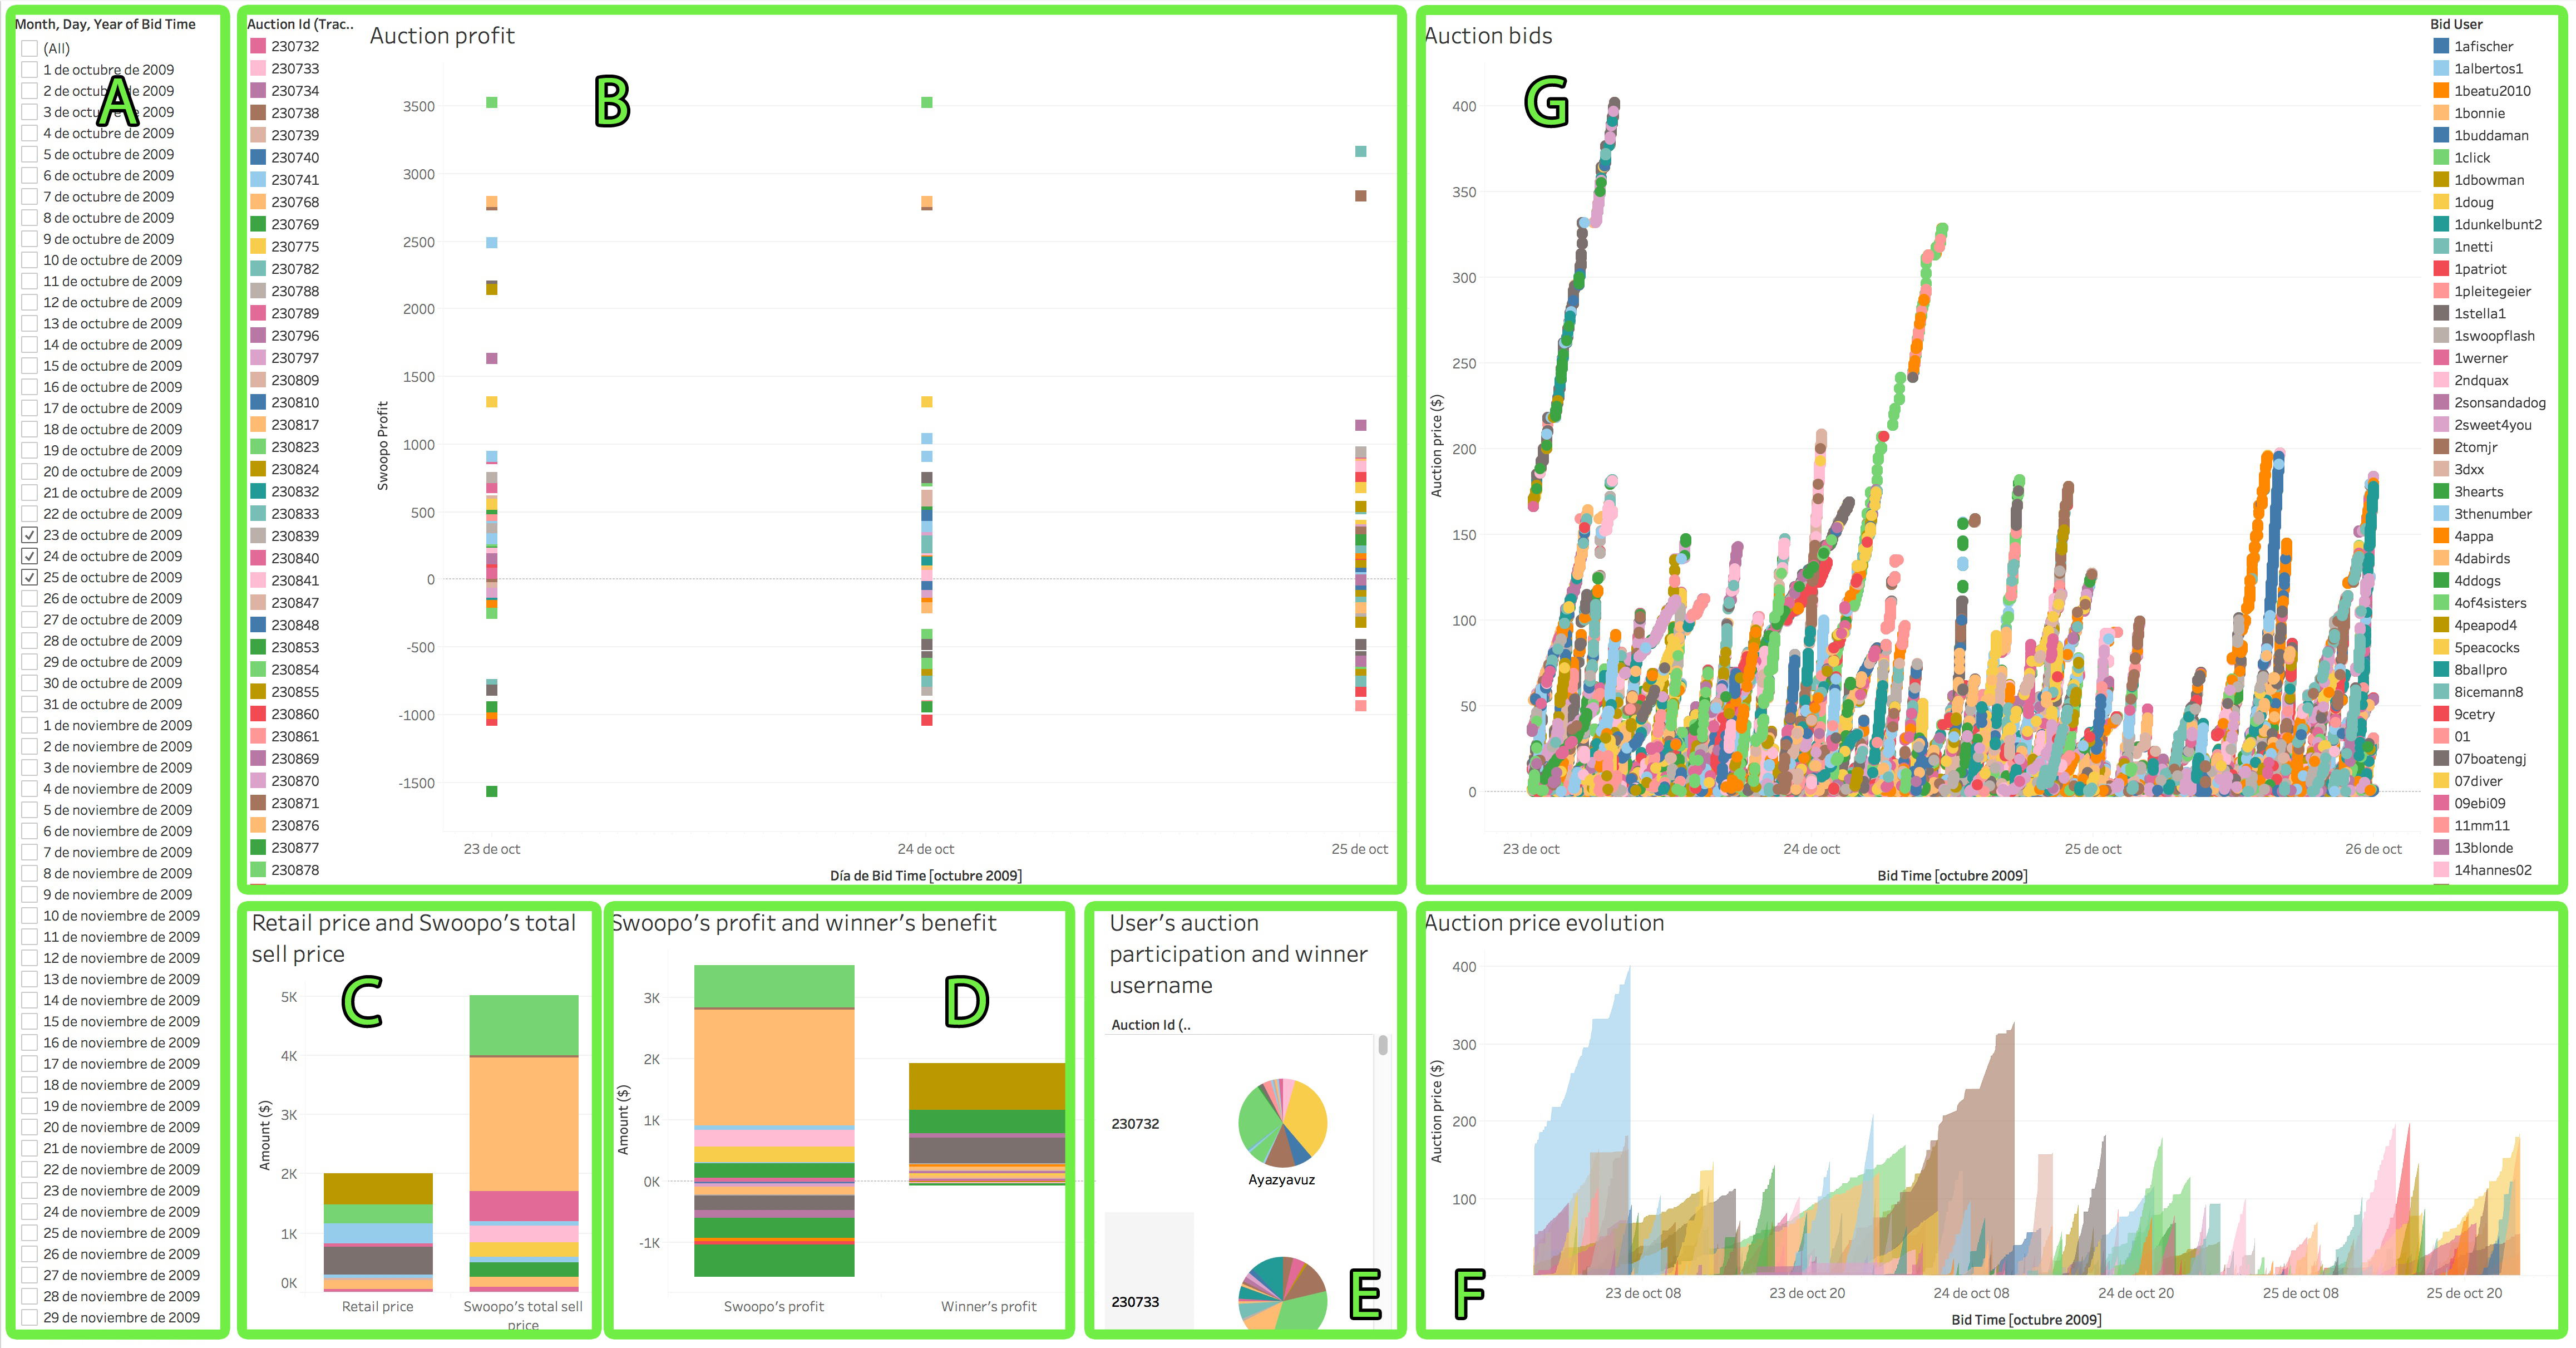 Month, Day, Year of Bid Time
(All)
1 de octubre de 2009
2 de octubre de 2009
3 de octubre de 2009
4 de octubre de 2009
5 de octubre de 2009
6 de octubre de 2009
7 de octubre de 2009
8 de octubre de 2009
9 de octubre de 2009
10 de octubre de 2009
11 de octubre de 2009
12 de octubre de 2009
13 de octubre de 2009
14 de octubre de 2009
15 de octubre de 2009
16 de octubre de 2009
17 de octubre de 2009
18 de octubre de 2009
19 de octubre de 2009
20 de octubre de 2009
21 de octubre de 2009
22 de octubre de 2009
23 de octubre de 2009
24 de octubre de 2009
25 de octubre de 2009
26 de octubre de 2009
27 de octubre de 2009
28 de octubre de 2009
29 de octubre de 2009
30 de octubre de 2009
31 de octubre de 2009
1 de noviembre de 2009
2 de noviembre de 2009
3 de noviembre de 2009
4 de noviembre de 2009
5 de noviembre de 2009
6 de noviembre de 2009
7 de noviembre de 2009
8 de noviembre de 2009
9 de noviembre de 2009
10 de noviembre de 2009
11 de noviembre de 2009
12 de noviembre de 2009
13 de noviembre de 2009
14 de noviembre de 2009
15 de noviembre de 2009
16 de noviembre de 2009
17 de noviembre de 2009
18 de noviembre de 2009
19 de noviembre de 2009
20 de noviembre de 2009
21 de noviembre de 2009
22 de noviembre de 2009
23 de noviembre de 2009
24 de noviembre de 2009
25 de noviembre de 2009
26 de noviembre de 2009
27 de noviembre de 2009
28 de noviembre de 2009
29 de noviembre de 2009
A
Auction Id (Trac..
230732
230733
230734
230738
230739
230740
230741
230768
230769
230775
230782
230788
230789
230796
230797
230809
230810
230817
230823
230824
230832
230833
230839
230840
230841
230847
230848
230853
230854
230855
230860
230861
230869
230870
230871
230876
230877
230878
Auction profit
B
Swoopo Profit
3500
3000
2500
2000
1500
1000
500
0
-500
-1000
-1500
23 de oct
24 de oct
25 de oct
Día de Bid Time [octubre 2009]
Auction bids
G
Auction price ($)
400
350
300
250
200
150
100
50
0
23 de oct
24 de oct
25 de oct
26 de oct
Bid Time [octubre 2009]
Bid User
1afischer
1albertos1
1beatu2010
1bonnie
1buddaman
1click
1dbowman
1doug
1dunkelbunt2
1netti
1patriot
1pleitegeier
1stella1
1swoopflash
1werner
2ndquax
2sonsandadog
2sweet4you
2tomjr
3dxx
3hearts
3thenumber
4appa
4dabirds
4ddogs
4of4sisters
4peapod4
5peacocks
8ballpro
8icemann8
9cetry
01
07boatengj
07diver
09ebi09
11mm11
13blonde
14hannes02
Retail price and Swoopo's total
sell price
C
Amount ($)
5K
4K
3K
2K
1K
0K
Retail price
Swoopo's total sell
price
Swoopo's profit and winner's benefit
D
Amount ($)
3K
2K
1K
0K
-1K
Swoopo's profit
Winner's profit
User's auction
participation and winner
username
Auction Id (..
230732
Ayazyavuz
230733
E
Auction price evolution
F
Auction price ($)
400
300
200
100
23 de oct 08
23 de oct 20
24 de oct 08
24 de oct 20
25 de oct 08
25 de oct 20
Bid Time [octubre 2009]